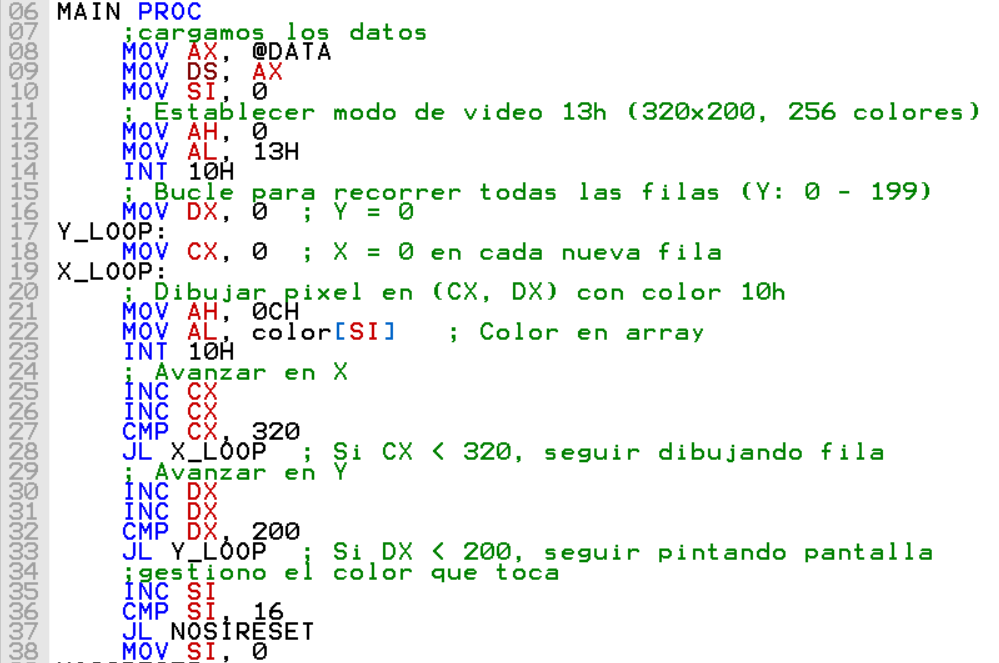 06 MAIN PROC
07 ;cargamos los datos
08 MOV AX, @DATA
09 MOV DS, AX
10 MOV SI, 0
11 ; Establecer modo de video 13h (320x200, 256 colores)
12 MOV AH, 0
13 MOV AL, 13H
14 INT 10H
15 ; Bucle para recorrer todas las filas (Y: 0 - 199)
16 MOV DX, 0 ; Y = 0
17 Y_LOOP:
18 MOV CX, 0 ; X = 0 en cada nueva fila
19 X_LOOP:
20 ; Dibujar pixel en (CX, DX) con color 10h
21 MOV AH, 0CH
22 MOV AL, color[SI] ; Color en array
23 INT 10H
24 ; Avanzar en X
25 INC CX
26 INC CX
27 CMP CX, 320
28 JL X_LOOP ; Si CX < 320, seguir dibujando fila
29 ; Avanzar en Y
30 INC DX
31 INC DX
32 CMP DX, 200
33 JL Y_LOOP ; Si DX < 200, seguir pintando pantalla
34 ;gestiono el color que toca
35 INC SI
36 CMP SI, 16
37 JL NOSIRESET
38 MOV SI, 0